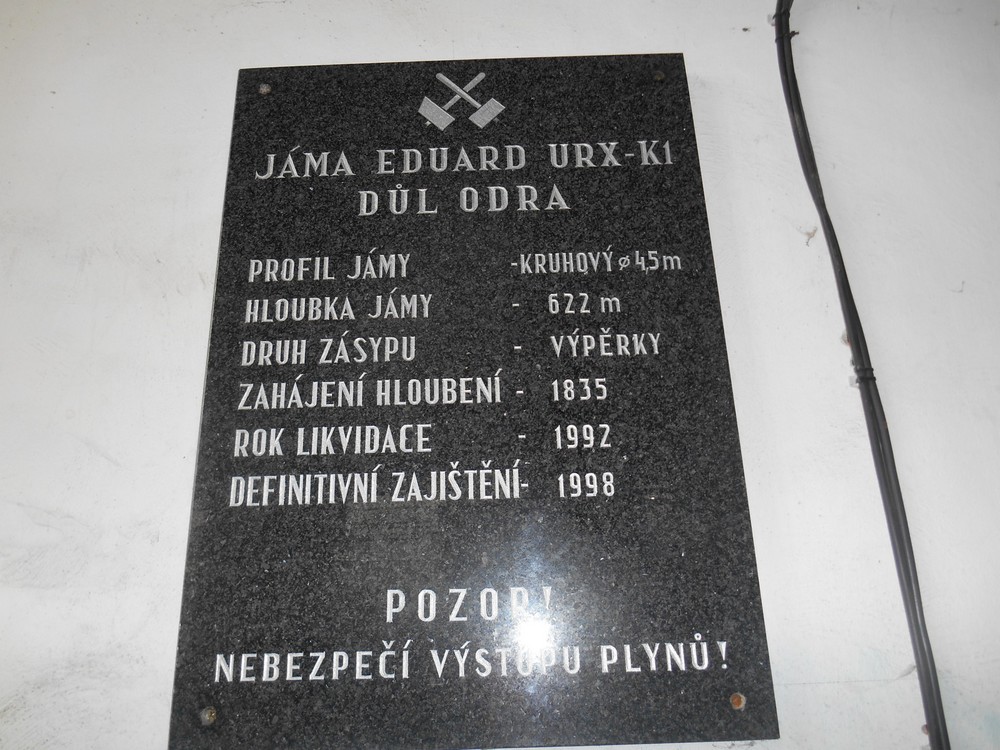 JÁMA EDUARD URX-K1
DŮL ODRA
PROFIL JÁMY -KRUHOVÝ ⌀ 4,5m
HLOUBKA JÁMY - 622 m
DRUH ZÁSYPU - VÝPĚRKY
ZAHÁJENÍ HLOUBENÍ - 1835
ROK LIKVIDACE - 1992
DEFINITIVNÍ ZAJIŠTĚNÍ- 1998
POZOR!
NEBEZPEČÍ VÝSTUPU PLYNŮ!